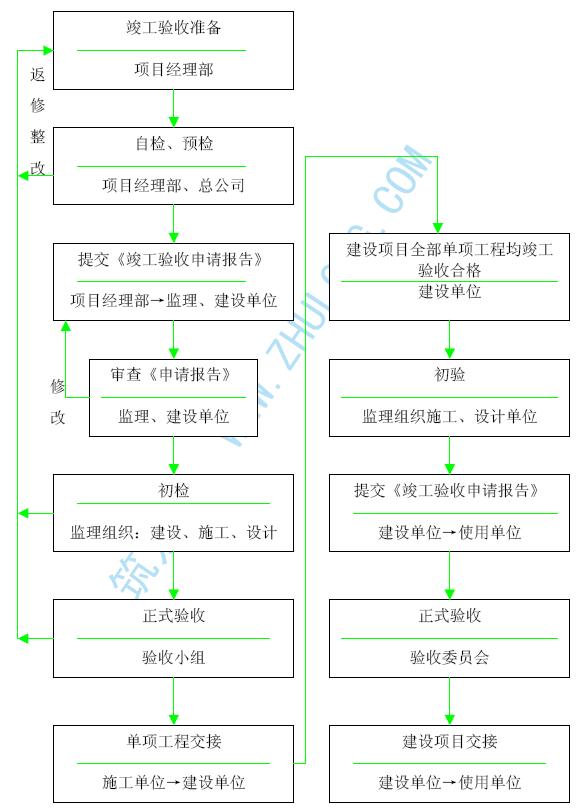 竣工验收准备
项目经理部
返
修
整
改
自检、预检
项目经理部、总公司
提交《竣工验收申请报告》
项目经理部→监理、建设单位
修
改
审查《申请报告》
监理、建设单位
初检
监理组织：建设、施工、设计
正式验收
验收小组
单项工程交接
施工单位→建设单位
建设项目全部单项工程均竣工
验收合格
建设单位
初验
监理组织施工、设计单位
提交《竣工验收申请报告》
建设单位→使用单位
正式验收
验收委员会
建设项目交接
建设单位→使用单位